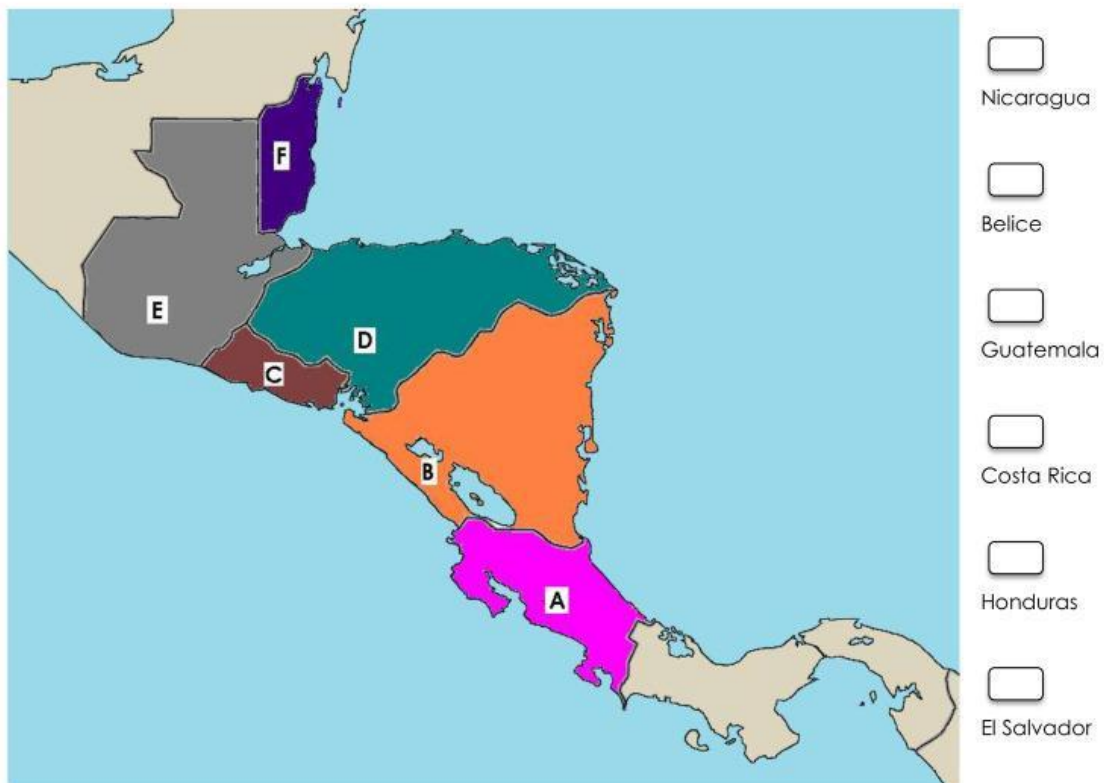 F
E
D
C
B
A
Nicaragua
Belice
Guatemala
Costa Rica
Honduras
El Salvador